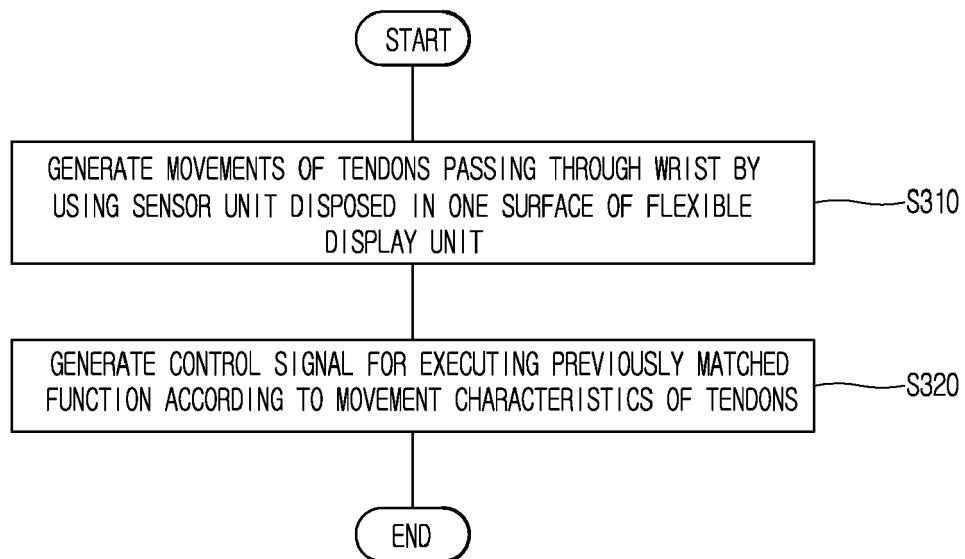 START
GENERATE MOVEMENTS OF TENDONS PASSING THROUGH WRIST BY
USING SENSOR UNIT DISPOSED IN ONE SURFACE OF FLEXIBLE
DISPLAY UNIT
S310
GENERATE CONTROL SIGNAL FOR EXECUTING PREVIOUSLY MATCHED
FUNCTION ACCORDING TO MOVEMENT CHARACTERISTICS OF TENDONS
S320
END